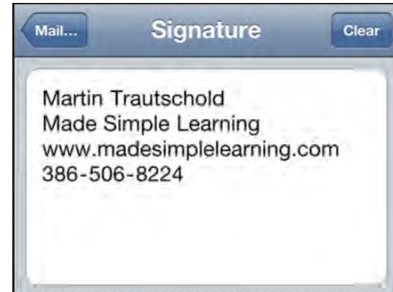 Mail...
Signature
Clear
Martin Trautschold
Made Simple Learning
www.madesimplelearning.com
386-506-8224